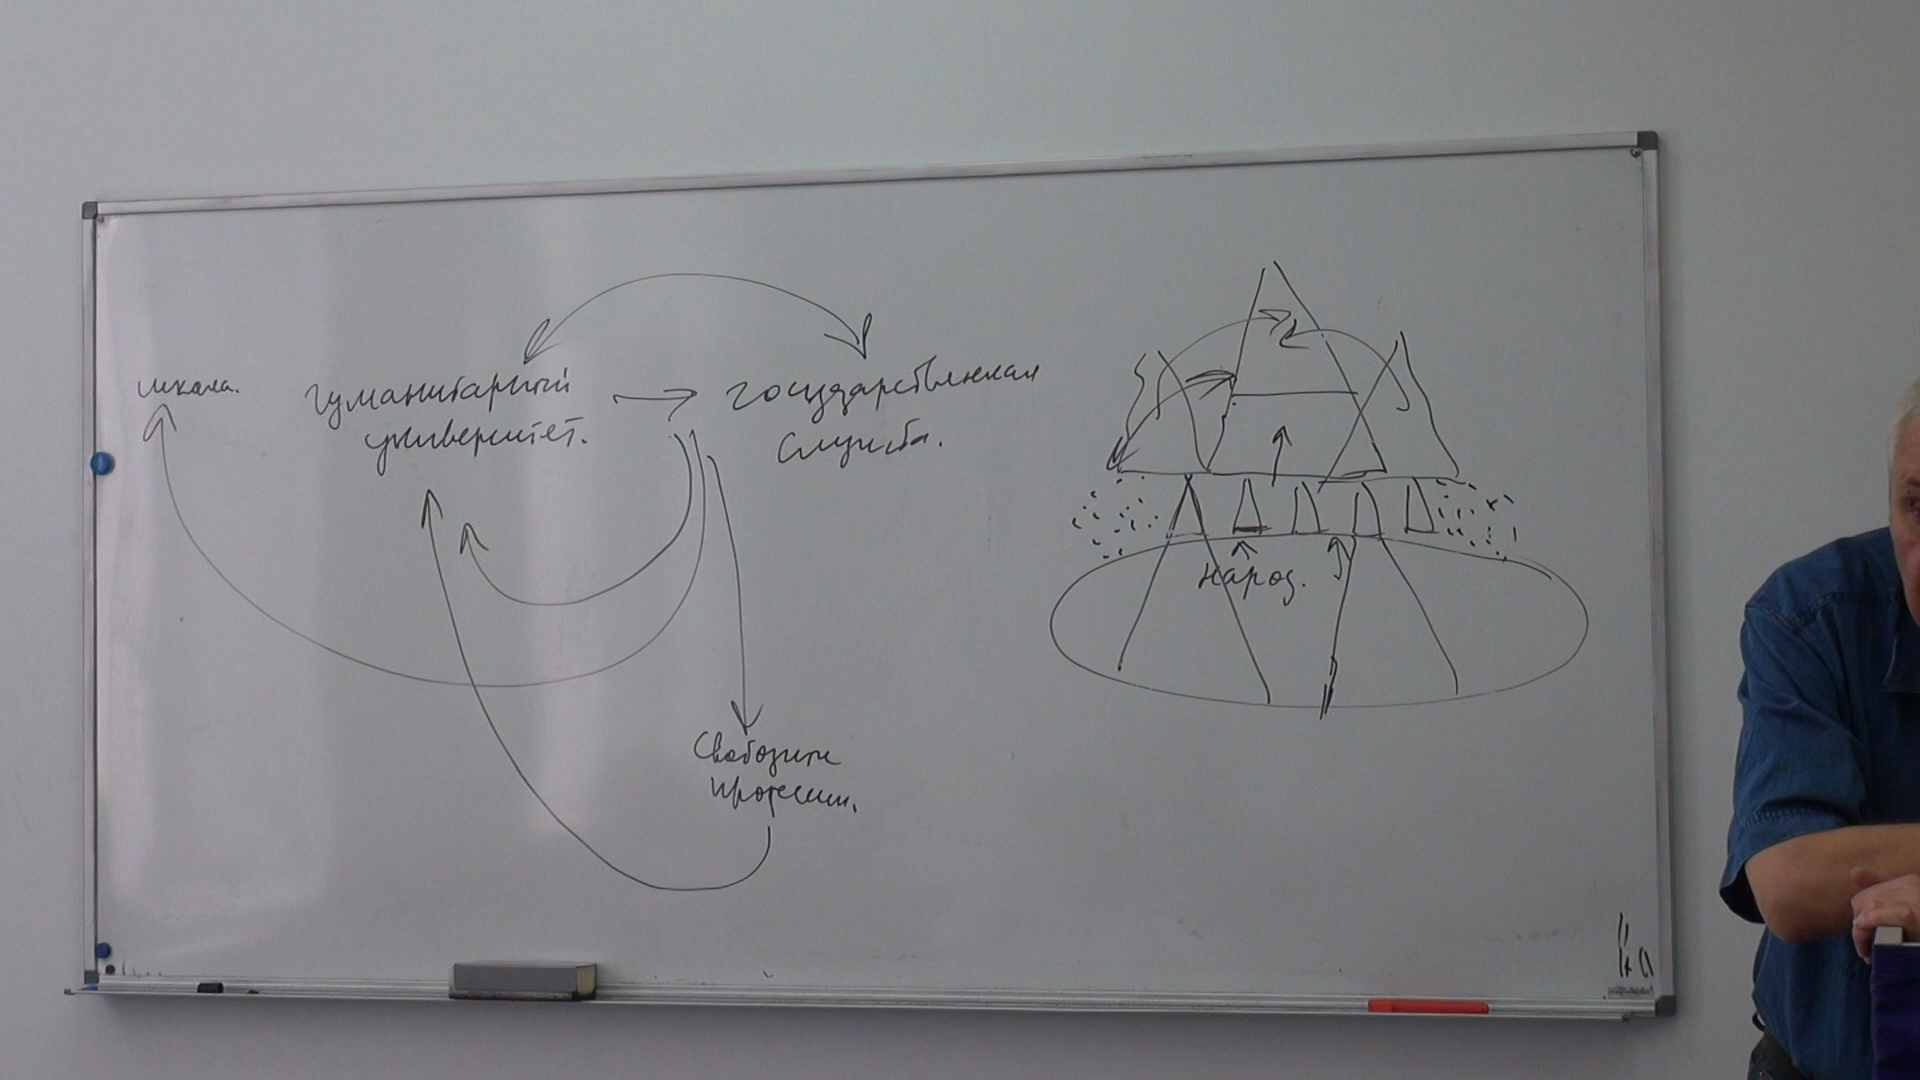 школа.
гуманитарный
университет.
государственная
служба.
народ.
Свободные
профессии.